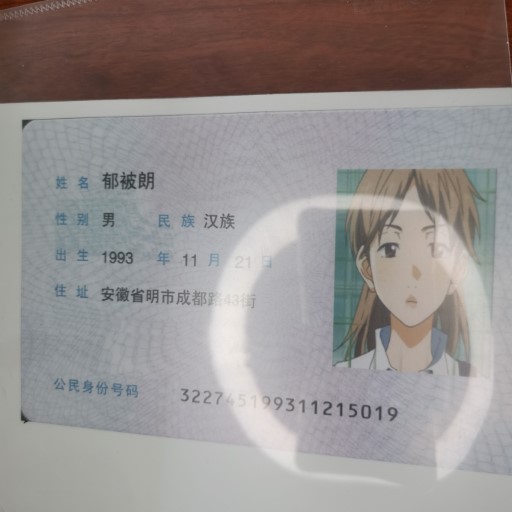 姓名 郁被朗
性别 男 民族 汉族
出生 1993 年 11 月 21 日
住址 安徽省明市成都路43街
公民身份号码 322745199311215019